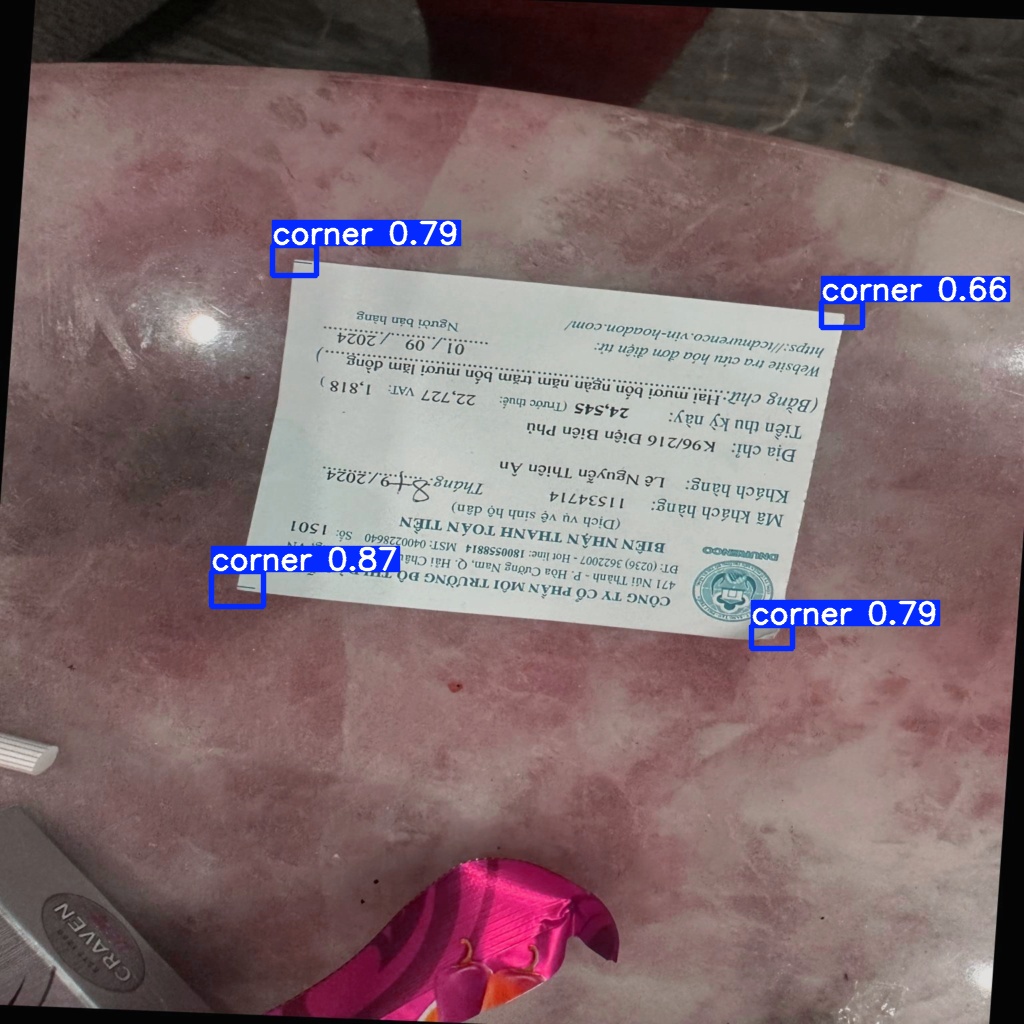 corner 0.79
corner 0.66
corner 0.87
corner 0.79
CÔNG TY CỔ PHẦN MÔI TRƯỜNG ĐÔ THỊ
471 Núi Thành - P. Hòa Cường Nam, Q. Hải Châu
ĐT: (0236) 3622007 - Hot line: 18000558814 MST: 0400228640
DNURENCO
BIÊN NHẬN THANH TOÁN TIỀN
Số: 1501
(Dịch vụ vệ sinh hộ dân)
Tháng: 8+9/2024
Mã khách hàng: 11534714
Khách hàng: Lê Nguyễn Thiên Ân
Địa chỉ: K96/216 Điện Biên Phủ
Tiền thu kỳ này: 24,545 (Trước thuế: 22,727 VAT: 1,818 )
(Bằng chữ: Hai mươi bốn ngàn năm trăm bốn mươi lăm đồng )
Website tra cứu hóa đơn điện tử:
https://tcdnurenco.vin-hoadon.com/
01 / 09 / 2024
Người bán hàng
CRAVEN